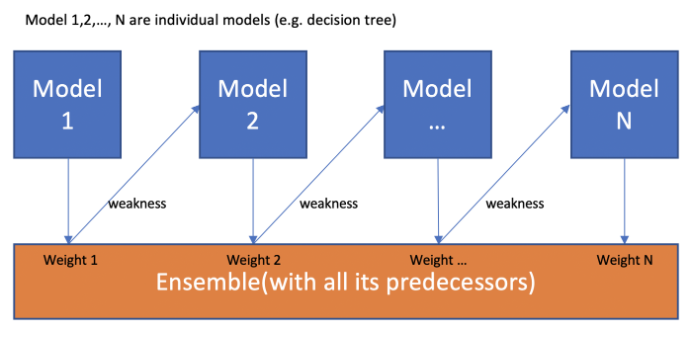 Model 1,2,..., N are individual models (e.g. decision tree)
Model
1
Model
2
Model
...
Model
N
weakness
weakness
weakness
Weight 1
Weight 2
Weight ...
Weight N
Ensemble(with all its predecessors)